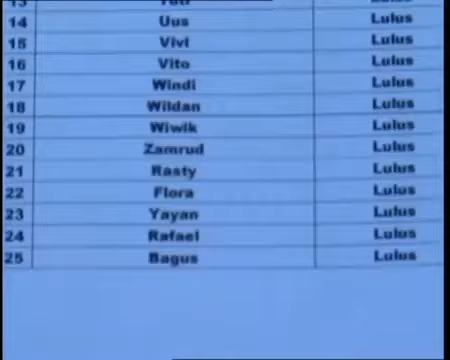 13
14 Uus Lulus
15 Vivi Lulus
16 Vito Lulus
17 Windi Lulus
18 Wildan Lulus
19 Wiwik Lulus
20 Zamrud Lulus
21 Rasty Lulus
22 Flora Lulus
23 Yayan Lulus
24 Rafael Lulus
25 Bagus Lulus